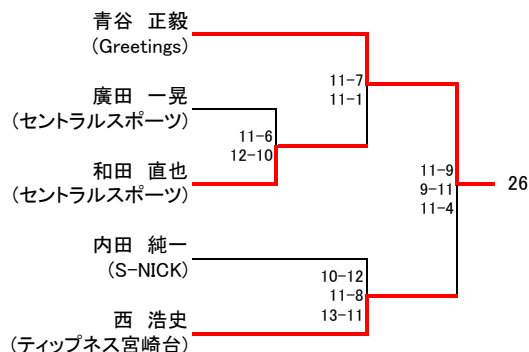 青谷 正毅
(Greetings)
廣田 一晃
(セントラルスポーツ)
和田 直也
(セントラルスポーツ)
内田 純一
(S-NICK)
西 浩史
(ティップネス宮崎台)
11-6
12-10
11-7
11-1
10-12
11-8
13-11
11-9
9-11
11-4
26